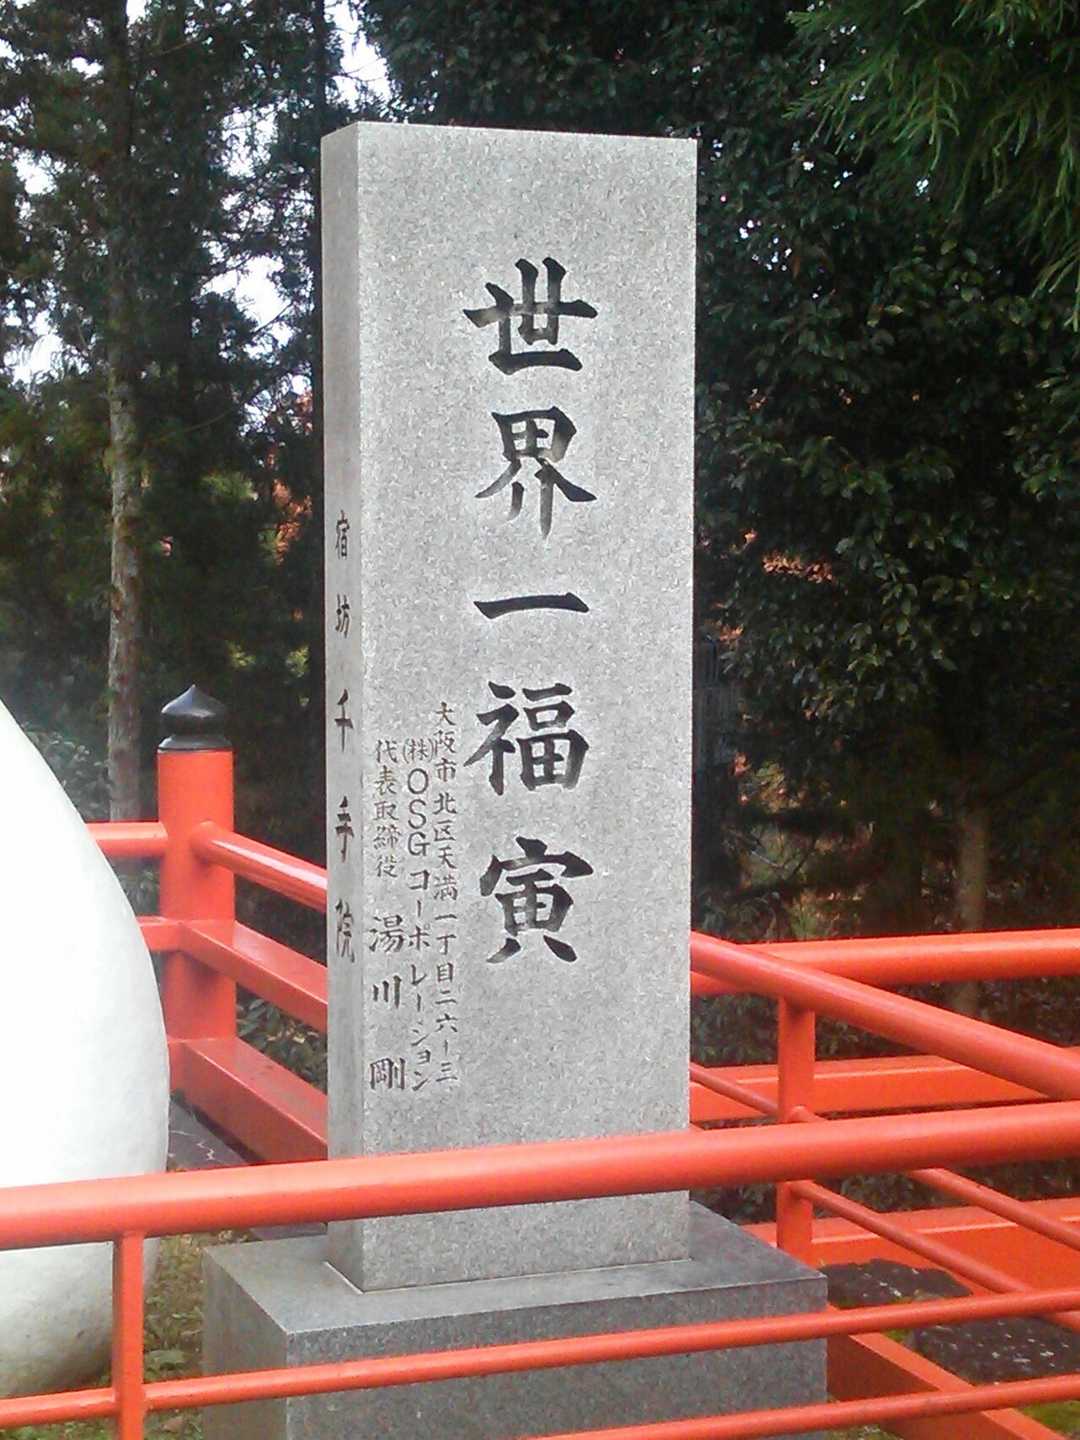 世界一福寅
大阪市北区天満一丁目二六ー三
(株)OSGコーポレーション
代表取締役 湯川 剛
宿坊 千手院